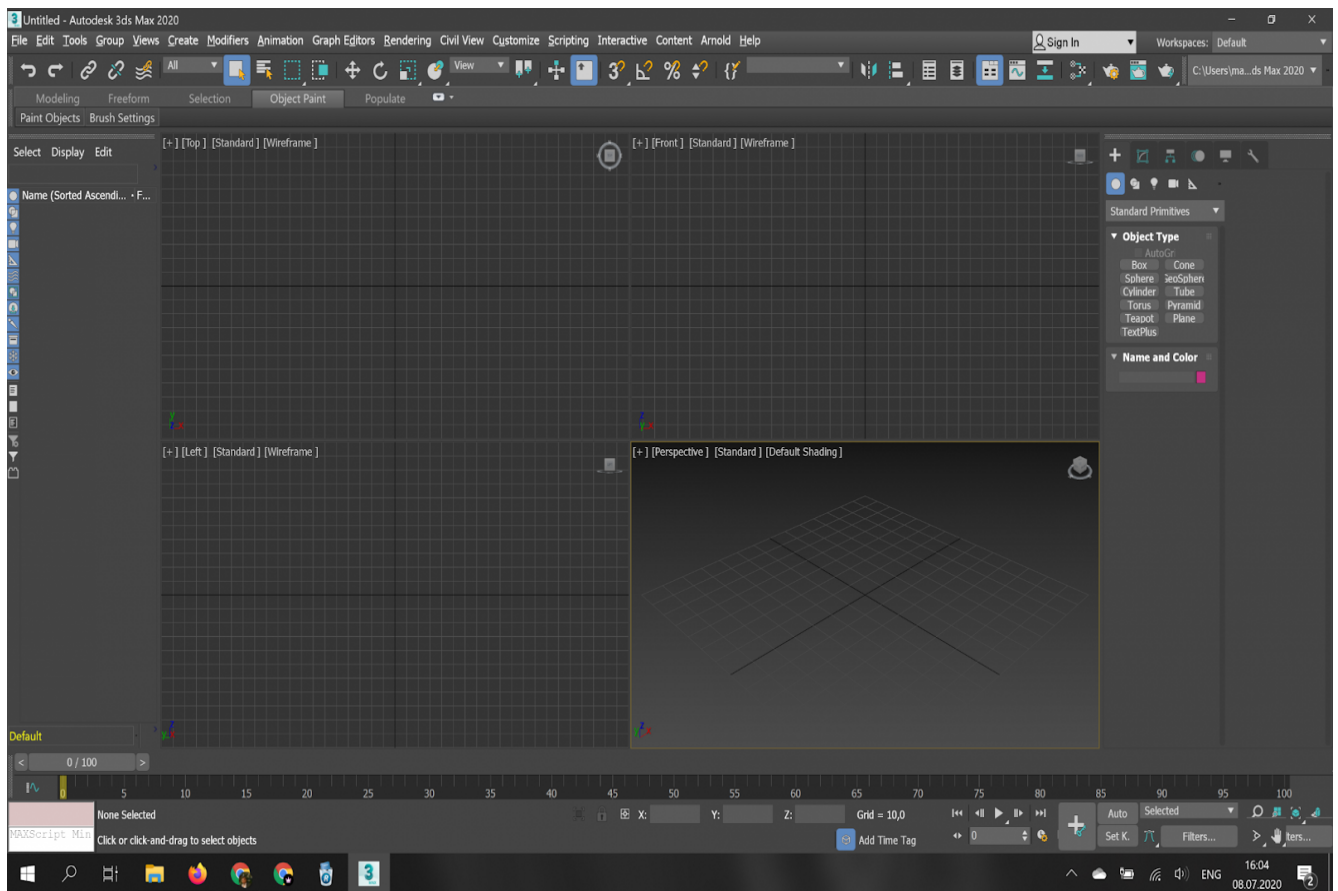 Untitled - Autodesk 3ds Max 2020
File Edit Tools Group Views Create Modifiers Animation Graph Editors Rendering Civil View Customize Scripting Interactive Content Arnold Help
Sign In
Workspaces: Default
All
View
C:\Users\ma...ds Max 2020
Modeling Freeform Selection Object Paint Populate
Paint Objects Brush Settings
Select Display Edit
Name (Sorted Ascendi... F...
[+] [Top] [Standard] [Wireframe]
[+] [Front] [Standard] [Wireframe]
Standard Primitives
Object Type
AutoGr
Box Cone
Sphere GeoSpher
Cylinder Tube
Torus Pyramid
Teapot Plane
TextPlus
Name and Color
[+] [Left] [Standard] [Wireframe]
[+] [Perspective] [Standard] [Default Shading]
Default
< 0 / 100 >
0 5 10 15 20 25 30 35 40 45 50 55 60 65 70 75 80 85 90 95 100
None Selected
X: Y: Z: Grid = 10,0
Auto Selected
MAXScript Min
Click or click-and-drag to select objects
Add Time Tag
0
Set K. Filters... lters...
ENG
16:04
08.07.2020
2